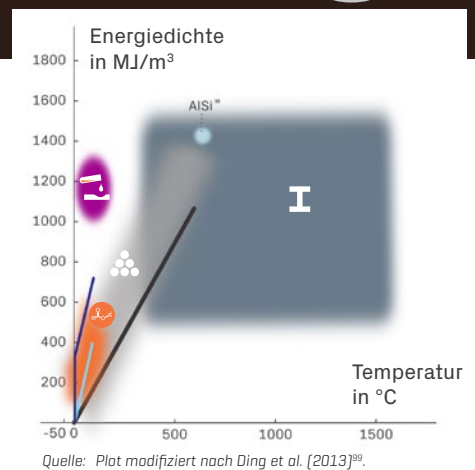 Energiedichte
in MJ/m³
1800
1600
AlSi
1400
1200
1000
800
600
400
200
Temperatur
in °C
-50 0 500 1000 1500
Quelle: Plot modifiziert nach Ding et al. (2013)⁹⁹.